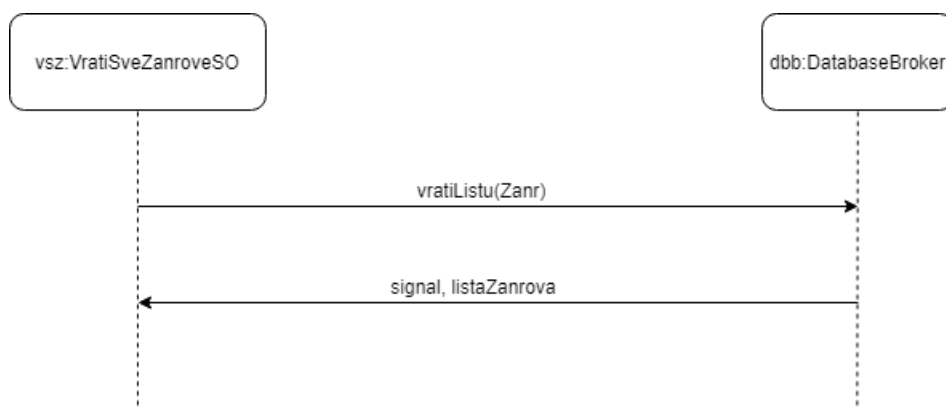 vsz:VratiSveZanroveSO
dbb:DatabaseBroker
vratiListu(Zanr)
signal, listaZanrova